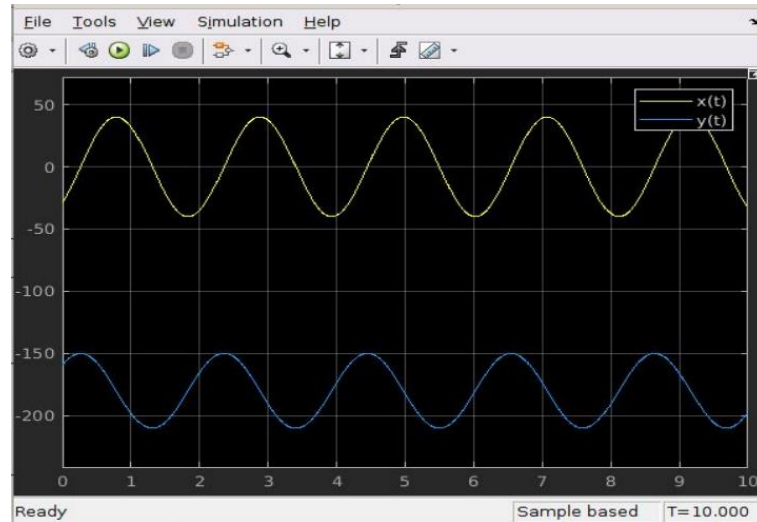 File Tools View Simulation Help
x(t)
y(t)
50
0
-50
-100
-150
-200
0 1 2 3 4 5 6 7 8 9 10
Ready Sample based T=10.000